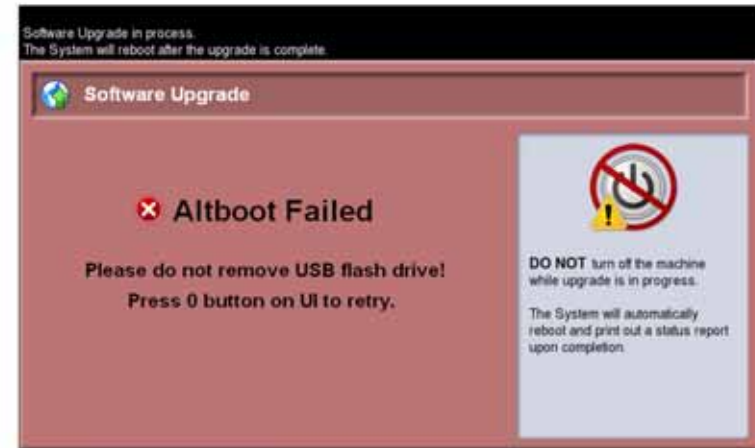 Software Upgrade in process.
The System will reboot after the upgrade is complete.
Software Upgrade
Altboot Failed
Please do not remove USB flash drive!
Press 0 button on UI to retry.
DO NOT turn off the machine
while upgrade is in progress.
The System will automatically
reboot and print out a status report
upon completion.